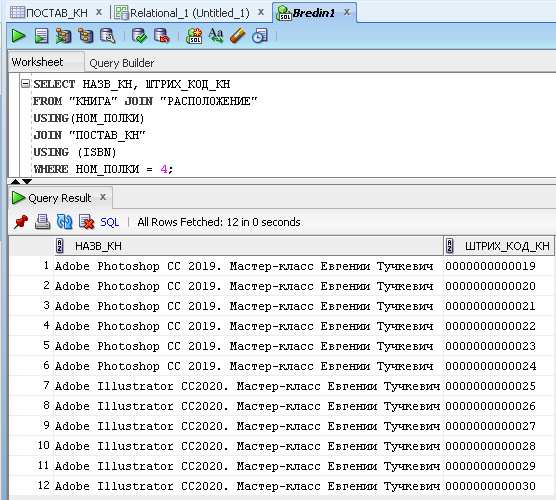 ПОСТАВ_КН Relational_1 (Untitled_1) Bredin1
Worksheet Query Builder
SELECT НАЗВ_КН, ШТРИХ_КОД_КН
FROM "КНИГА" JOIN "РАСПОЛОЖЕНИЕ"
USING(НОМ_ПОЛКИ)
JOIN "ПОСТАВ_КН"
USING (ISBN)
WHERE НОМ_ПОЛКИ = 4;
Query Result
SQL | All Rows Fetched: 12 in 0 seconds
НАЗВ_КН ШТРИХ_КОД_КН
1 Adobe Photoshop CC 2019. Мастер-класс Евгении Тучкевич 0000000000019
2 Adobe Photoshop CC 2019. Мастер-класс Евгении Тучкевич 0000000000020
3 Adobe Photoshop CC 2019. Мастер-класс Евгении Тучкевич 0000000000021
4 Adobe Photoshop CC 2019. Мастер-класс Евгении Тучкевич 0000000000022
5 Adobe Photoshop CC 2019. Мастер-класс Евгении Тучкевич 0000000000023
6 Adobe Photoshop CC 2019. Мастер-класс Евгении Тучкевич 0000000000024
7 Adobe Illustrator CC2020. Мастер-класс Евгении Тучкевич 0000000000025
8 Adobe Illustrator CC2020. Мастер-класс Евгении Тучкевич 0000000000026
9 Adobe Illustrator CC2020. Мастер-класс Евгении Тучкевич 0000000000027
10 Adobe Illustrator CC2020. Мастер-класс Евгении Тучкевич 0000000000028
11 Adobe Illustrator CC2020. Мастер-класс Евгении Тучкевич 0000000000029
12 Adobe Illustrator CC2020. Мастер-класс Евгении Тучкевич 0000000000030